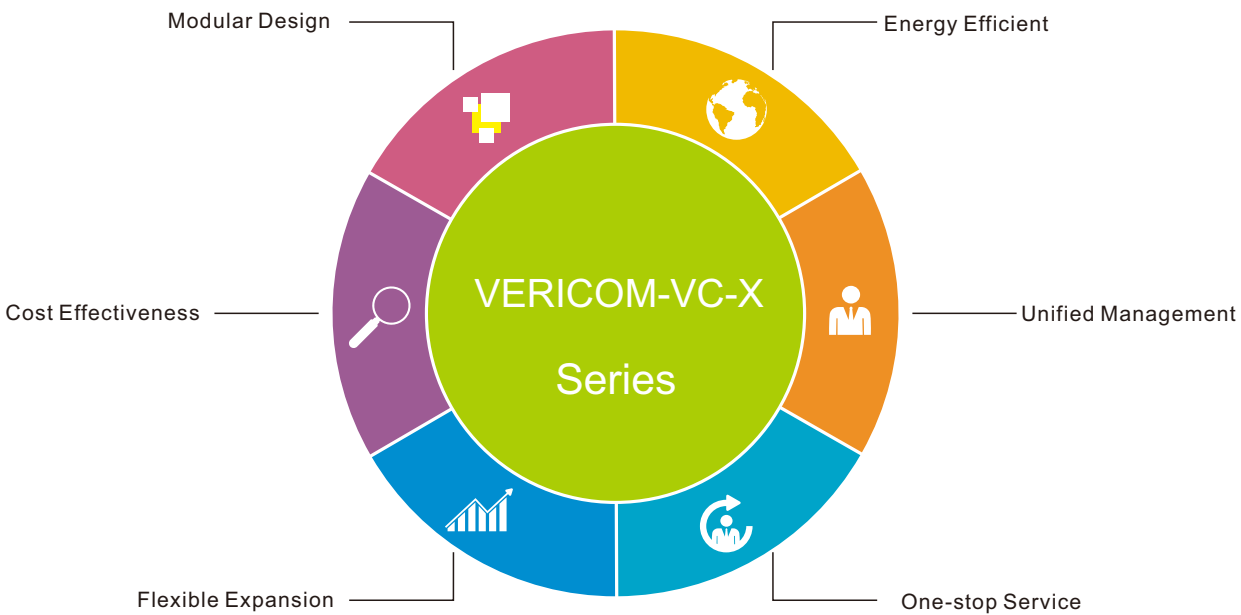 Modular Design
Energy Efficient
VERICOM-VC-X
Series
Cost Effectiveness
Unified Management
Flexible Expansion
One-stop Service